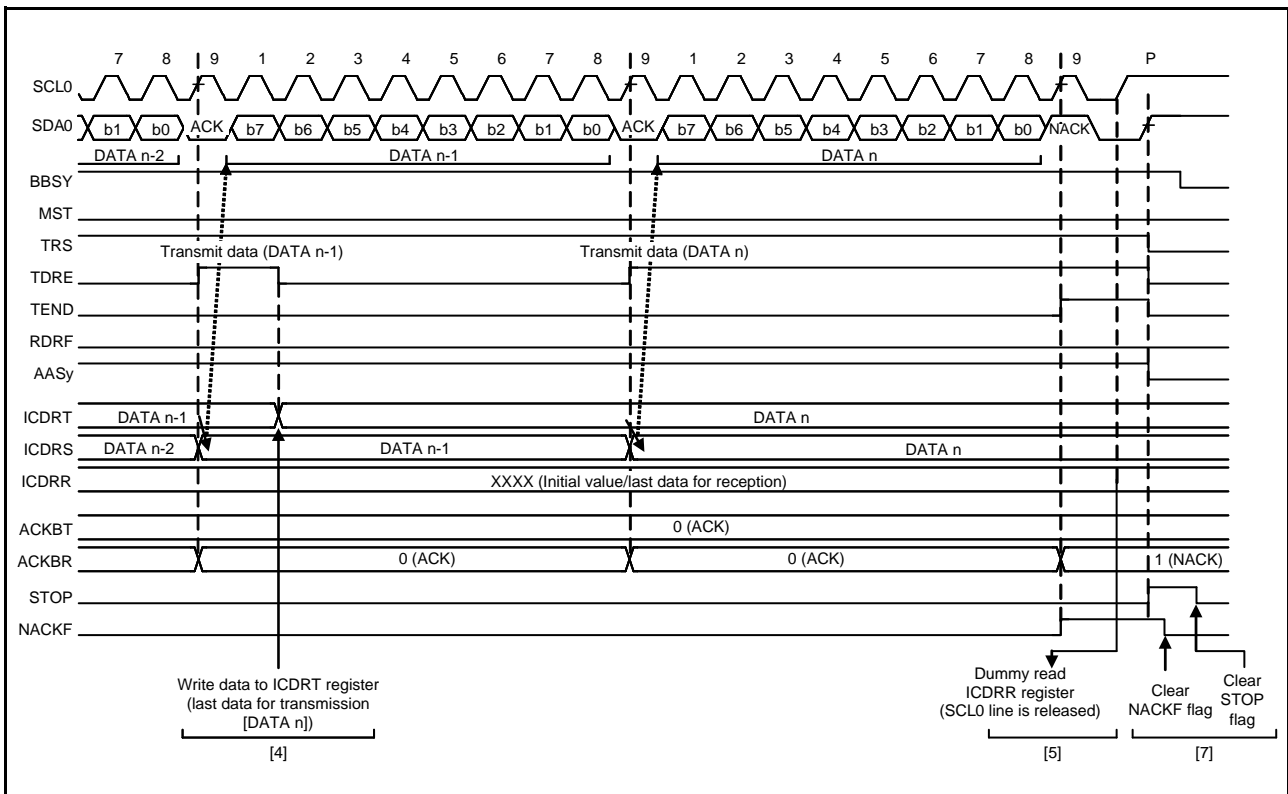 7 8 9 1 2 3 4 5 6 7 8 9 1 2 3 4 5 6 7 8 9 P
SCL0
SDA0 b1 b0 ACK b7 b6 b5 b4 b3 b2 b1 b0 ACK b7 b6 b5 b4 b3 b2 b1 b0 NACK
DATA n-2 DATA n-1 DATA n
BBSY
MST
TRS
Transmit data (DATA n-1) Transmit data (DATA n)
TDRE
TEND
RDRF
AASy
ICDRT DATA n-1 DATA n
ICDRS DATA n-2 DATA n-1 DATA n
ICDRR XXXX (Initial value/last data for reception)
ACKBT 0 (ACK)
ACKBR 0 (ACK) 0 (ACK) 1 (NACK)
STOP
NACKF
Write data to ICDRT register
(last data for transmission
[DATA n])
[4]
Dummy read
ICDRR register
(SCL0 line is released)
[5]
Clear
NACKF flag
Clear
STOP
flag
[7]